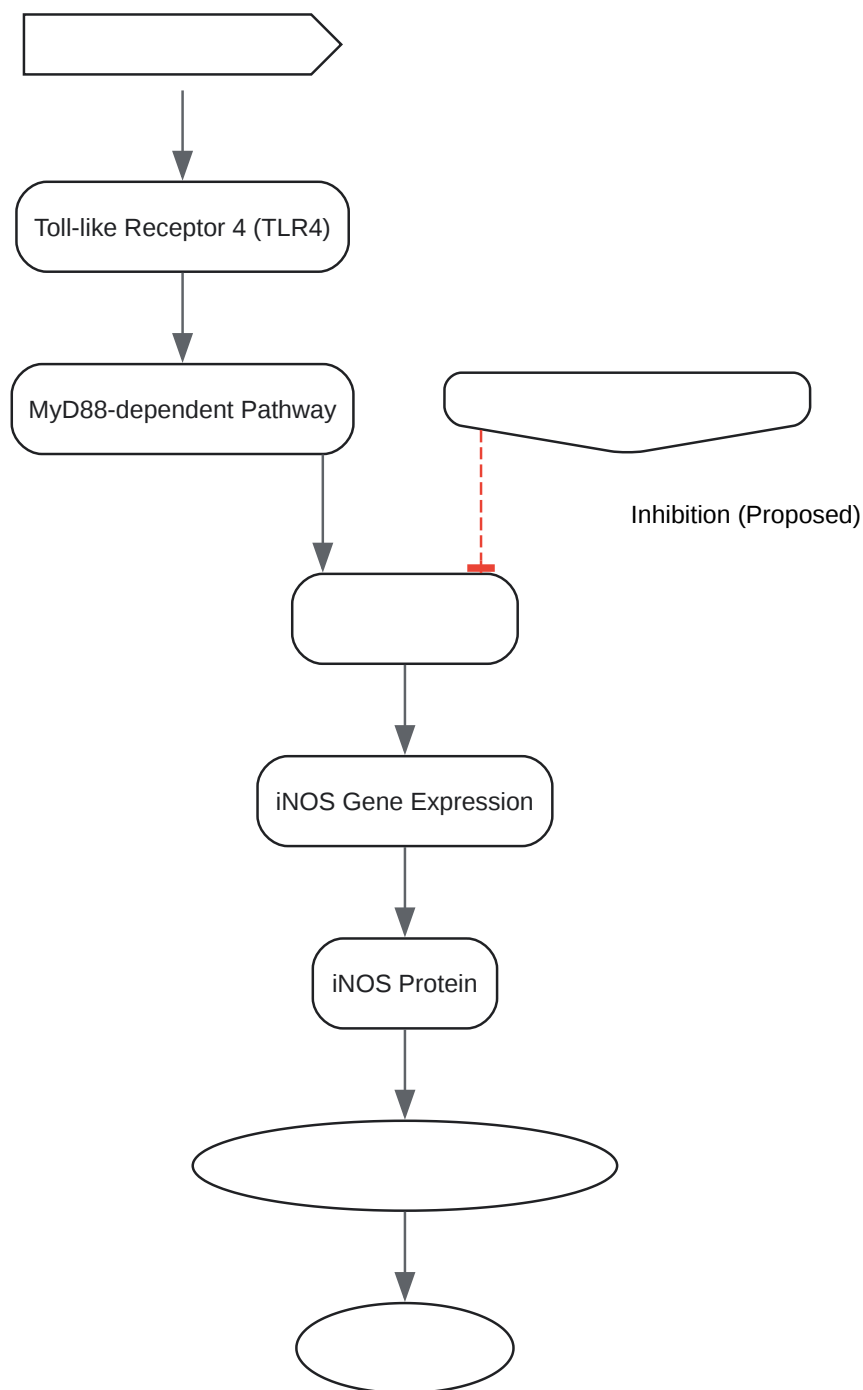 Toll-like Receptor 4 (TLR4)
MyD88-dependent Pathway
Inhibition (Proposed)
iNOS Gene Expression
iNOS Protein